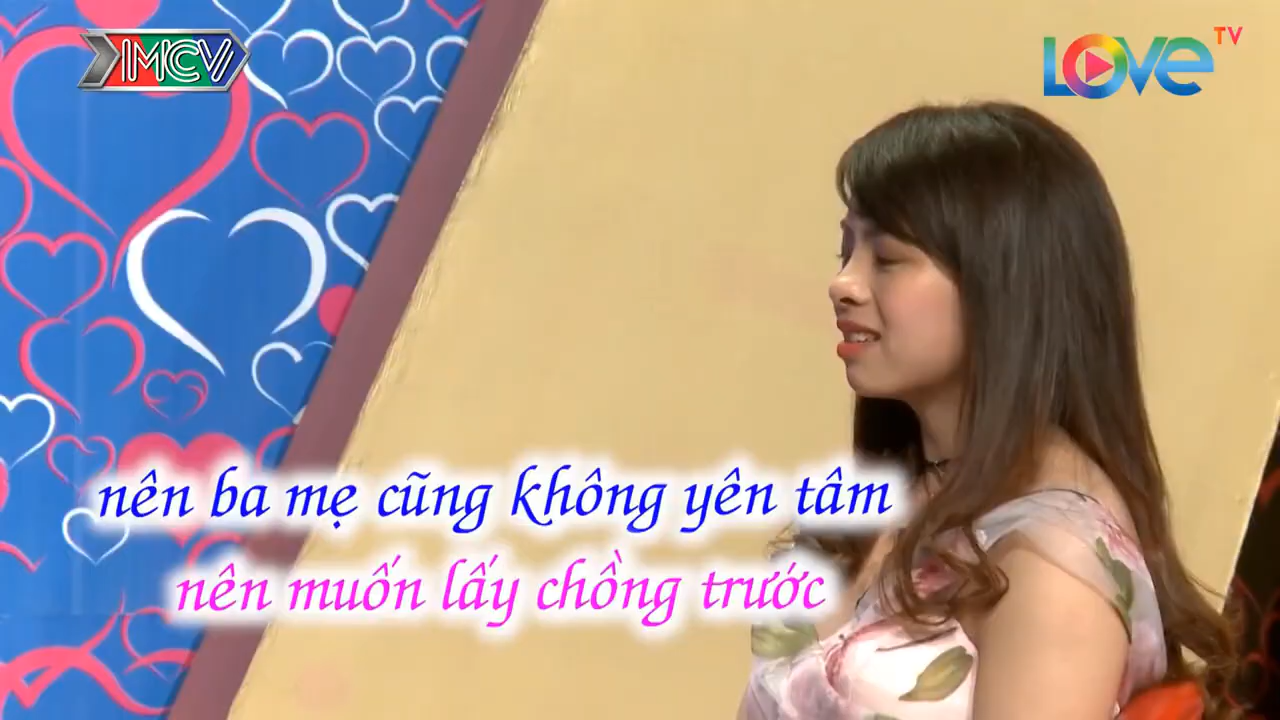 MCV
LOVE TV
nên ba mẹ cũng không yên tâm
nên muốn lấy chồng trước